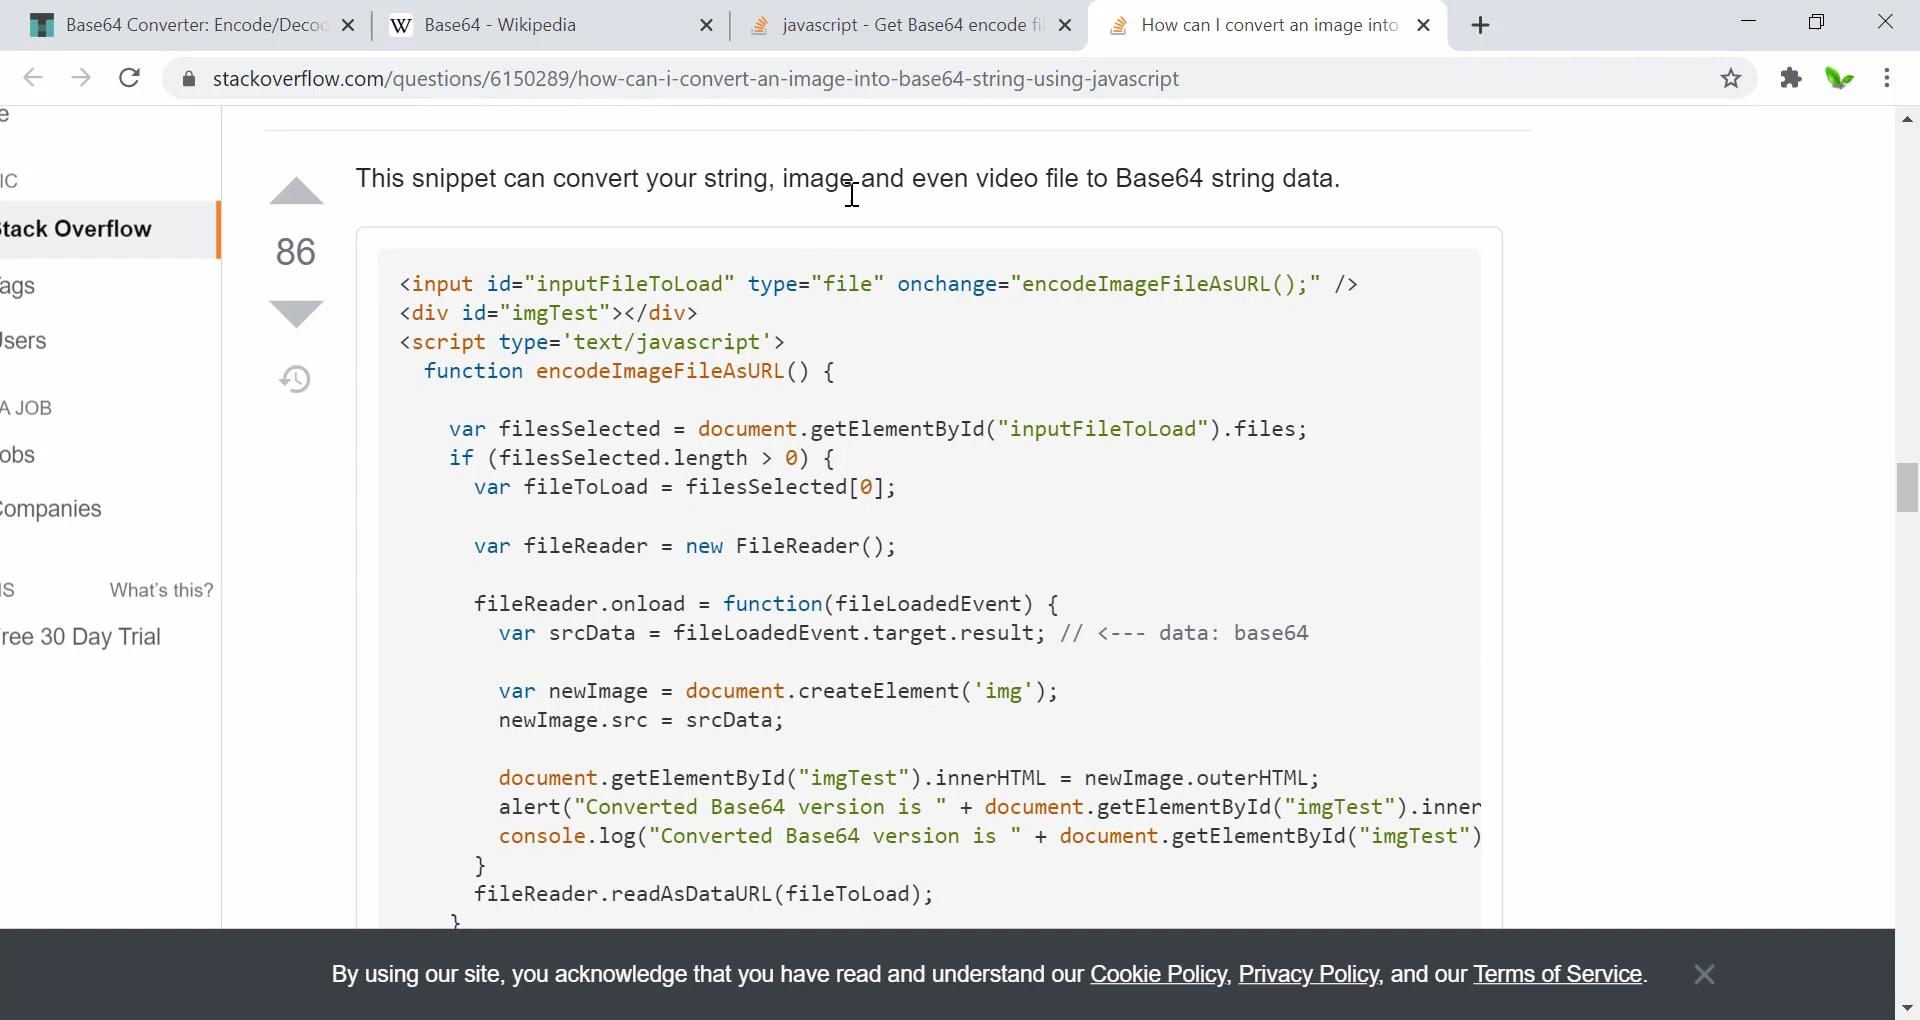 Base64 Converter: Encode/Decod
Base64 - Wikipedia
javascript - Get Base64 encode fi
How can I convert an image into
stackoverflow.com/questions/6150289/how-can-i-convert-an-image-into-base64-string-using-javascript
e
IC
Stack Overflow
ags
Users
A JOB
obs
Companies
IS What's this?
ree 30 Day Trial
86
This snippet can convert your string, image and even video file to Base64 string data.
<input id="inputFileToLoad" type="file" onchange="encodeImageFileAsURL();" />
<div id="imgTest"></div>
<script type='text/javascript'>
function encodeImageFileAsURL() {
var filesSelected = document.getElementById("inputFileToLoad").files;
if (filesSelected.length > 0) {
var fileToLoad = filesSelected[0];
var fileReader = new FileReader();
fileReader.onload = function(fileLoadedEvent) {
var srcData = fileLoadedEvent.target.result; // <--- data: base64
var newImage = document.createElement('img');
newImage.src = srcData;
document.getElementById("imgTest").innerHTML = newImage.outerHTML;
alert("Converted Base64 version is " + document.getElementById("imgTest").inner
console.log("Converted Base64 version is " + document.getElementById("imgTest")
}
fileReader.readAsDataURL(fileToLoad);
}
By using our site, you acknowledge that you have read and understand our Cookie Policy, Privacy Policy, and our Terms of Service.